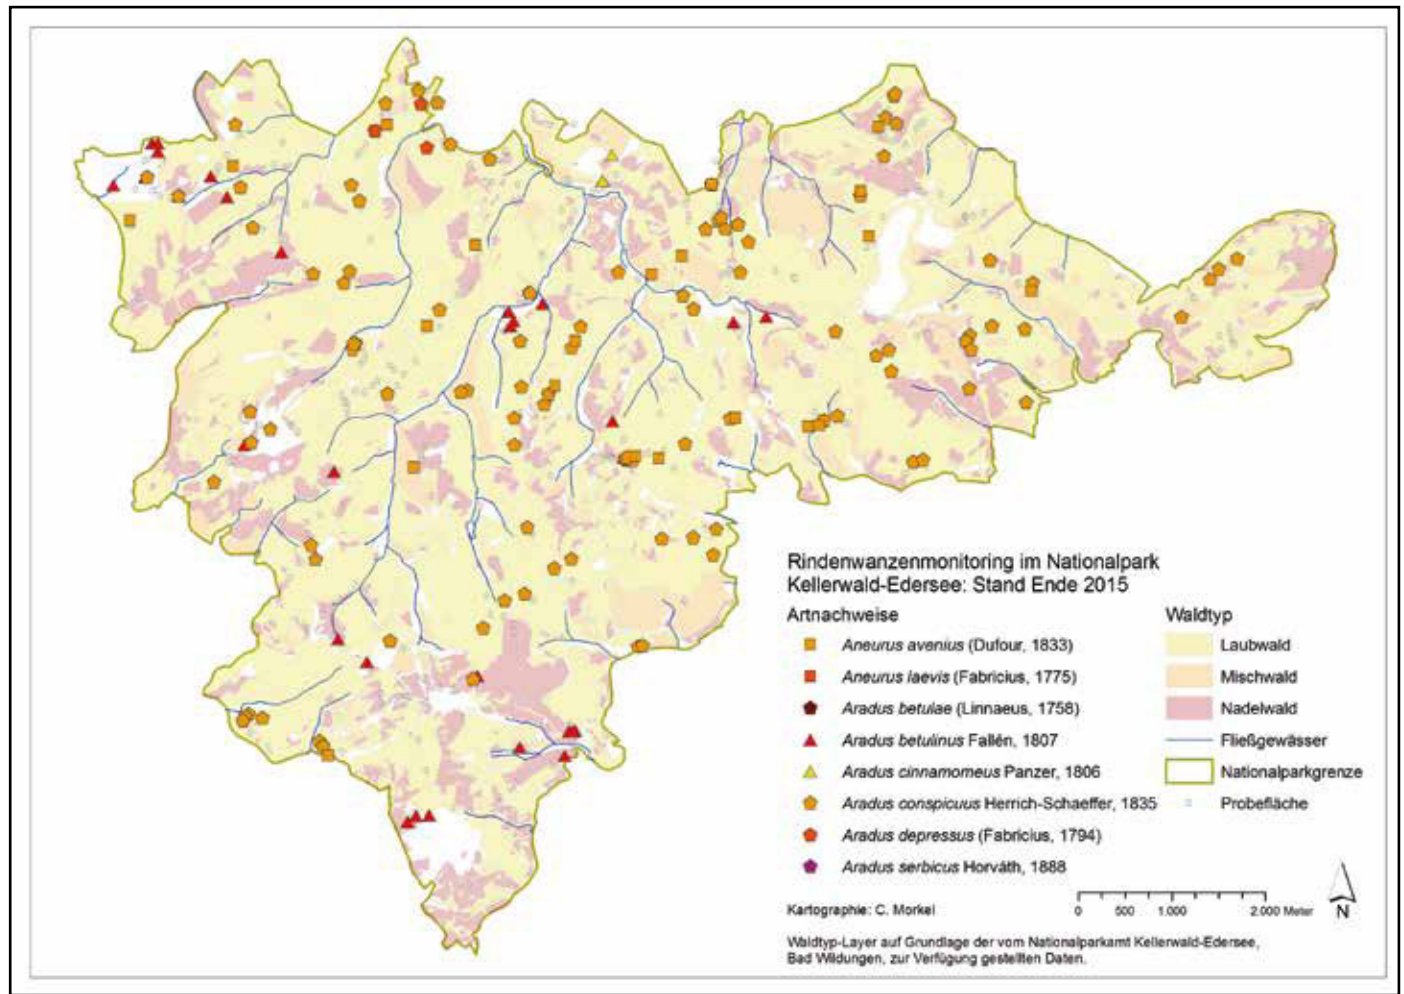 Rindenwanzenmonitoring im Nationalpark
Kellerwald-Edersee: Stand Ende 2015
Artnachweise
Aneurus avenius (Dufour, 1833)
Aneurus laevis (Fabricius, 1775)
Aradus betulae (Linnaeus, 1758)
Aradus betulinus Fallén, 1807
Aradus cinnamomeus Panzer, 1806
Aradus conspicuus Herrich-Schaeffer, 1835
Aradus depressus (Fabricius, 1794)
Aradus serbicus Horváth, 1888
Waldtyp
Laubwald
Mischwald
Nadelwald
Fließgewässer
Nationalparkgrenze
Probefläche
Kartographie: C. Morkel
0 500 1.000 2.000 Meter
N
Waldtyp-Layer auf Grundlage der vom Nationalparkamt Kellerwald-Edersee,
Bad Wildungen, zur Verfügung gestellten Daten.